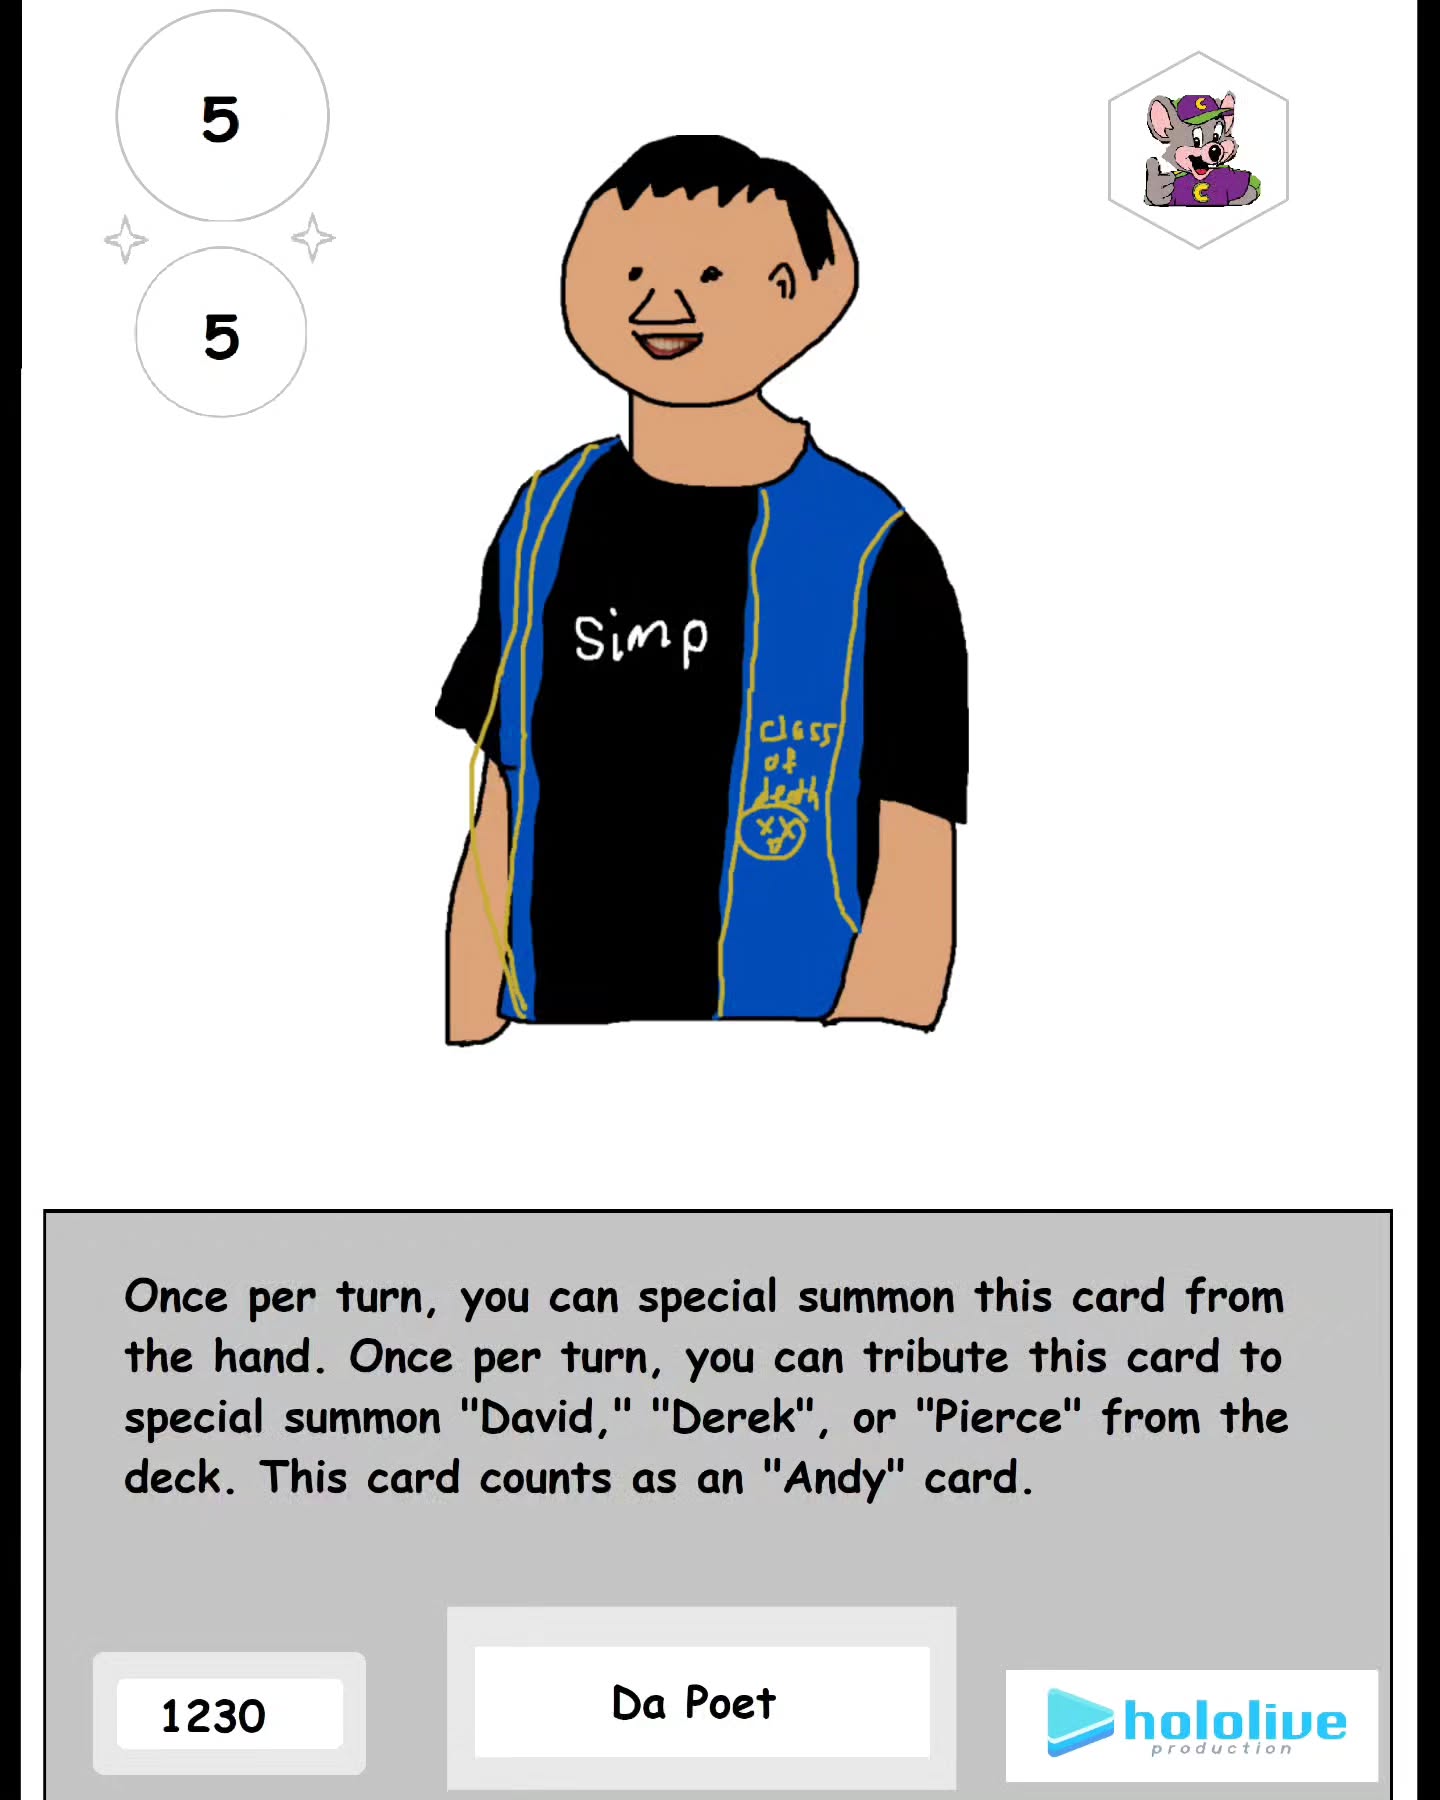 5
5
C
C
simp
class
of
death
Once per turn, you can special summon this card from
the hand. Once per turn, you can tribute this card to
special summon "David," "Derek", or "Pierce" from the
deck. This card counts as an "Andy" card.
1230
Da Poet
hololive
production